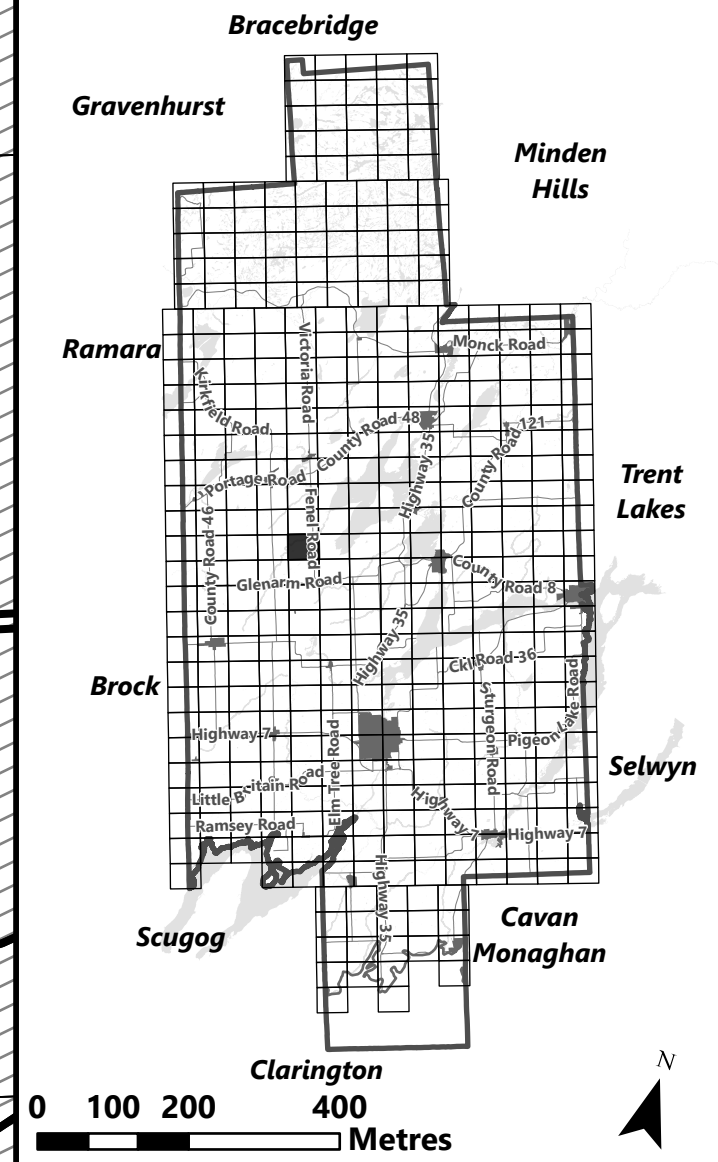 Bracebridge
Gravenhurst
Minden
Hills
Ramara
Monck Road
Victoria Road
Kirkfield Road
County Road 48
County Road 121
Highway 35
Trent
Lakes
Portage Road
Fenel Road
County Road 46
County Road 8
Glenarm Road
Highway 35
Ckl Road 36
Brock
Sturgeon Road
Pigeon Lake Road
Highway 7
Elm Tree Road
Selwyn
Little Britain Road
Highway 7
Ramsey Road
Highway 7
Highway 35
Scugog
Cavan
Monaghan
Clarington
N
0 100 200 400
Metres